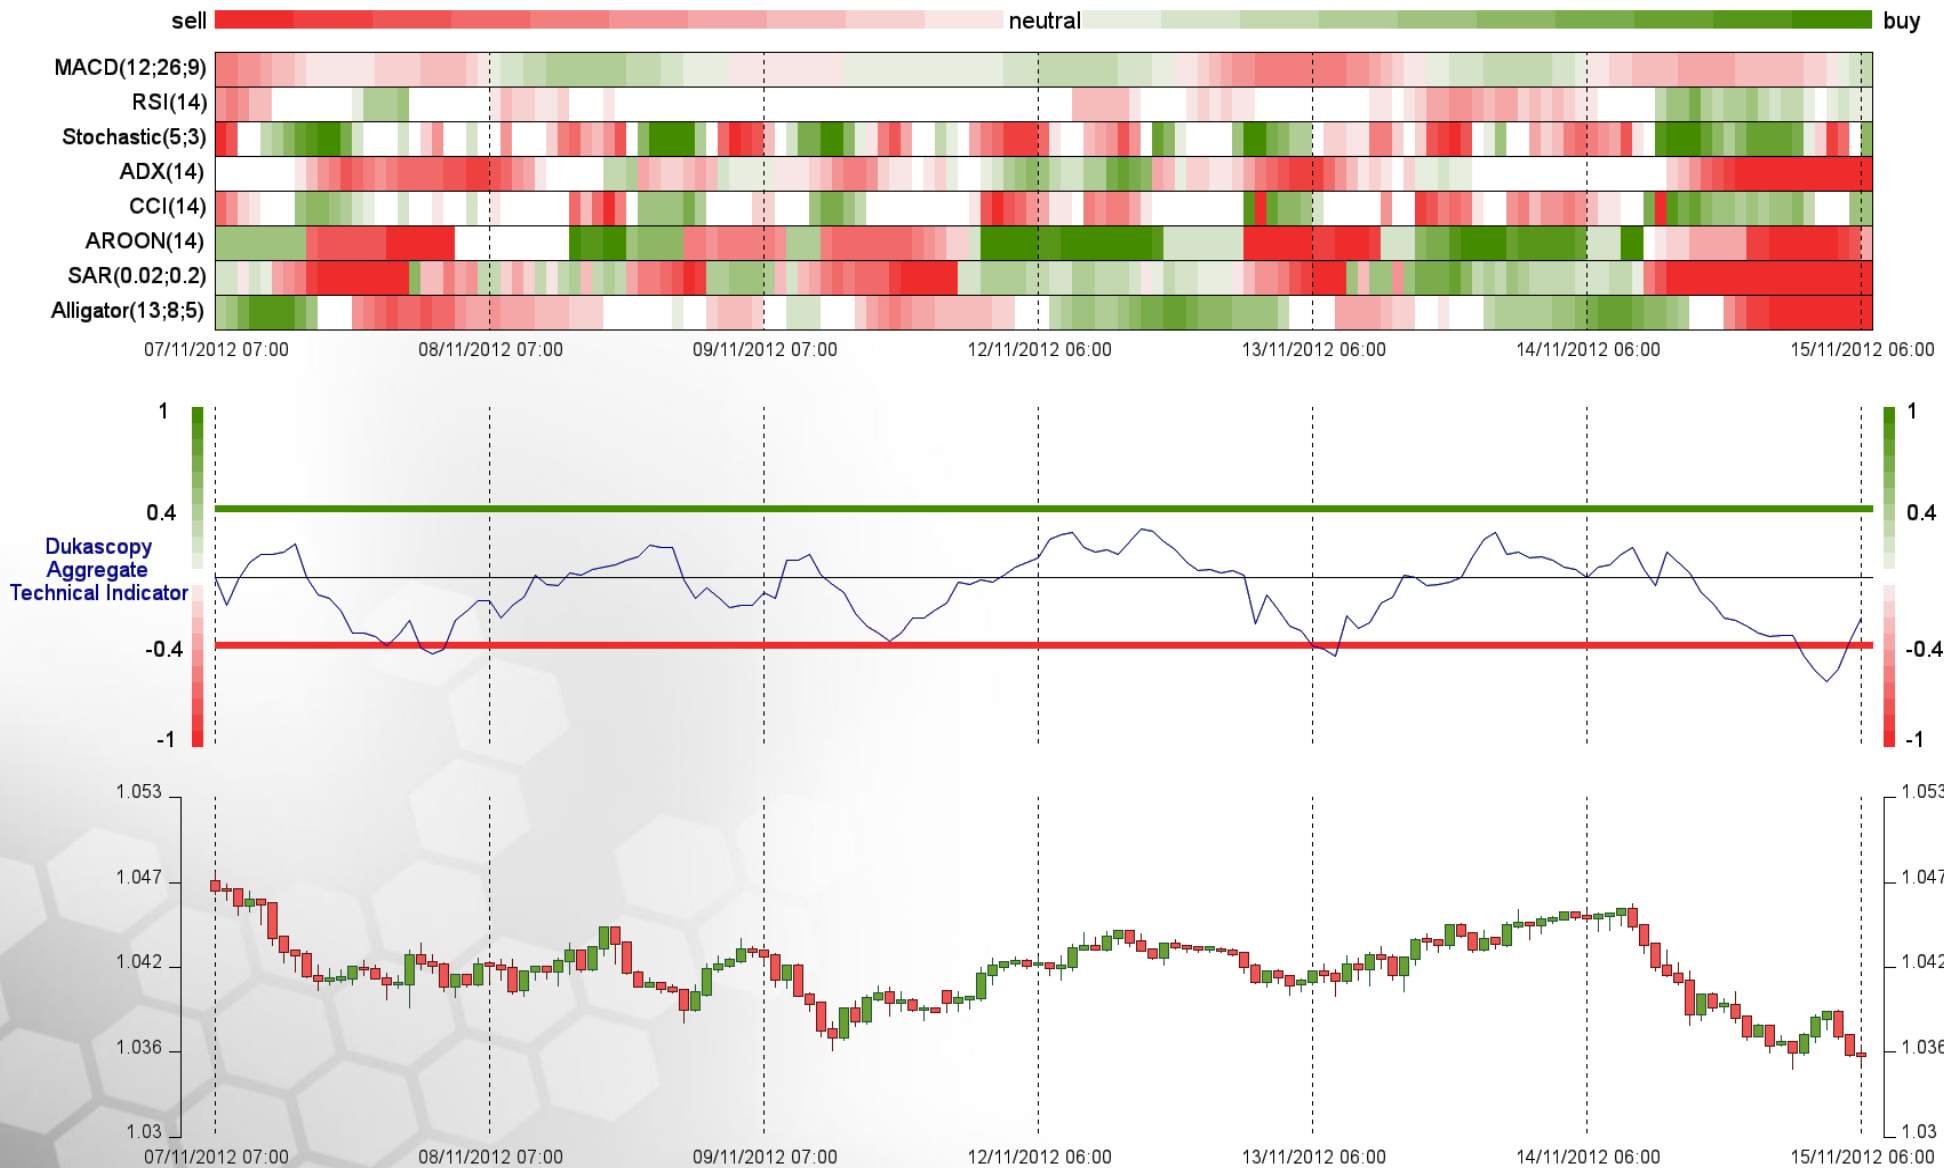 sell neutral buy
MACD(12;26;9)
RSI(14)
Stochastic(5;3)
ADX(14)
CCI(14)
AROON(14)
SAR(0.02;0.2)
Alligator(13;8;5)
07/11/2012 07:00 08/11/2012 07:00 09/11/2012 07:00 12/11/2012 06:00 13/11/2012 06:00 14/11/2012 06:00 15/11/2012 06:00
1 1
0.4 0.4
Dukascopy
Aggregate
Technical Indicator
-0.4 -0.4
-1 -1
1.053 1.053
1.047 1.047
1.042 1.042
1.036 1.036
1.03 1.03
07/11/2012 07:00 08/11/2012 07:00 09/11/2012 07:00 12/11/2012 06:00 13/11/2012 06:00 14/11/2012 06:00 15/11/2012 06:00